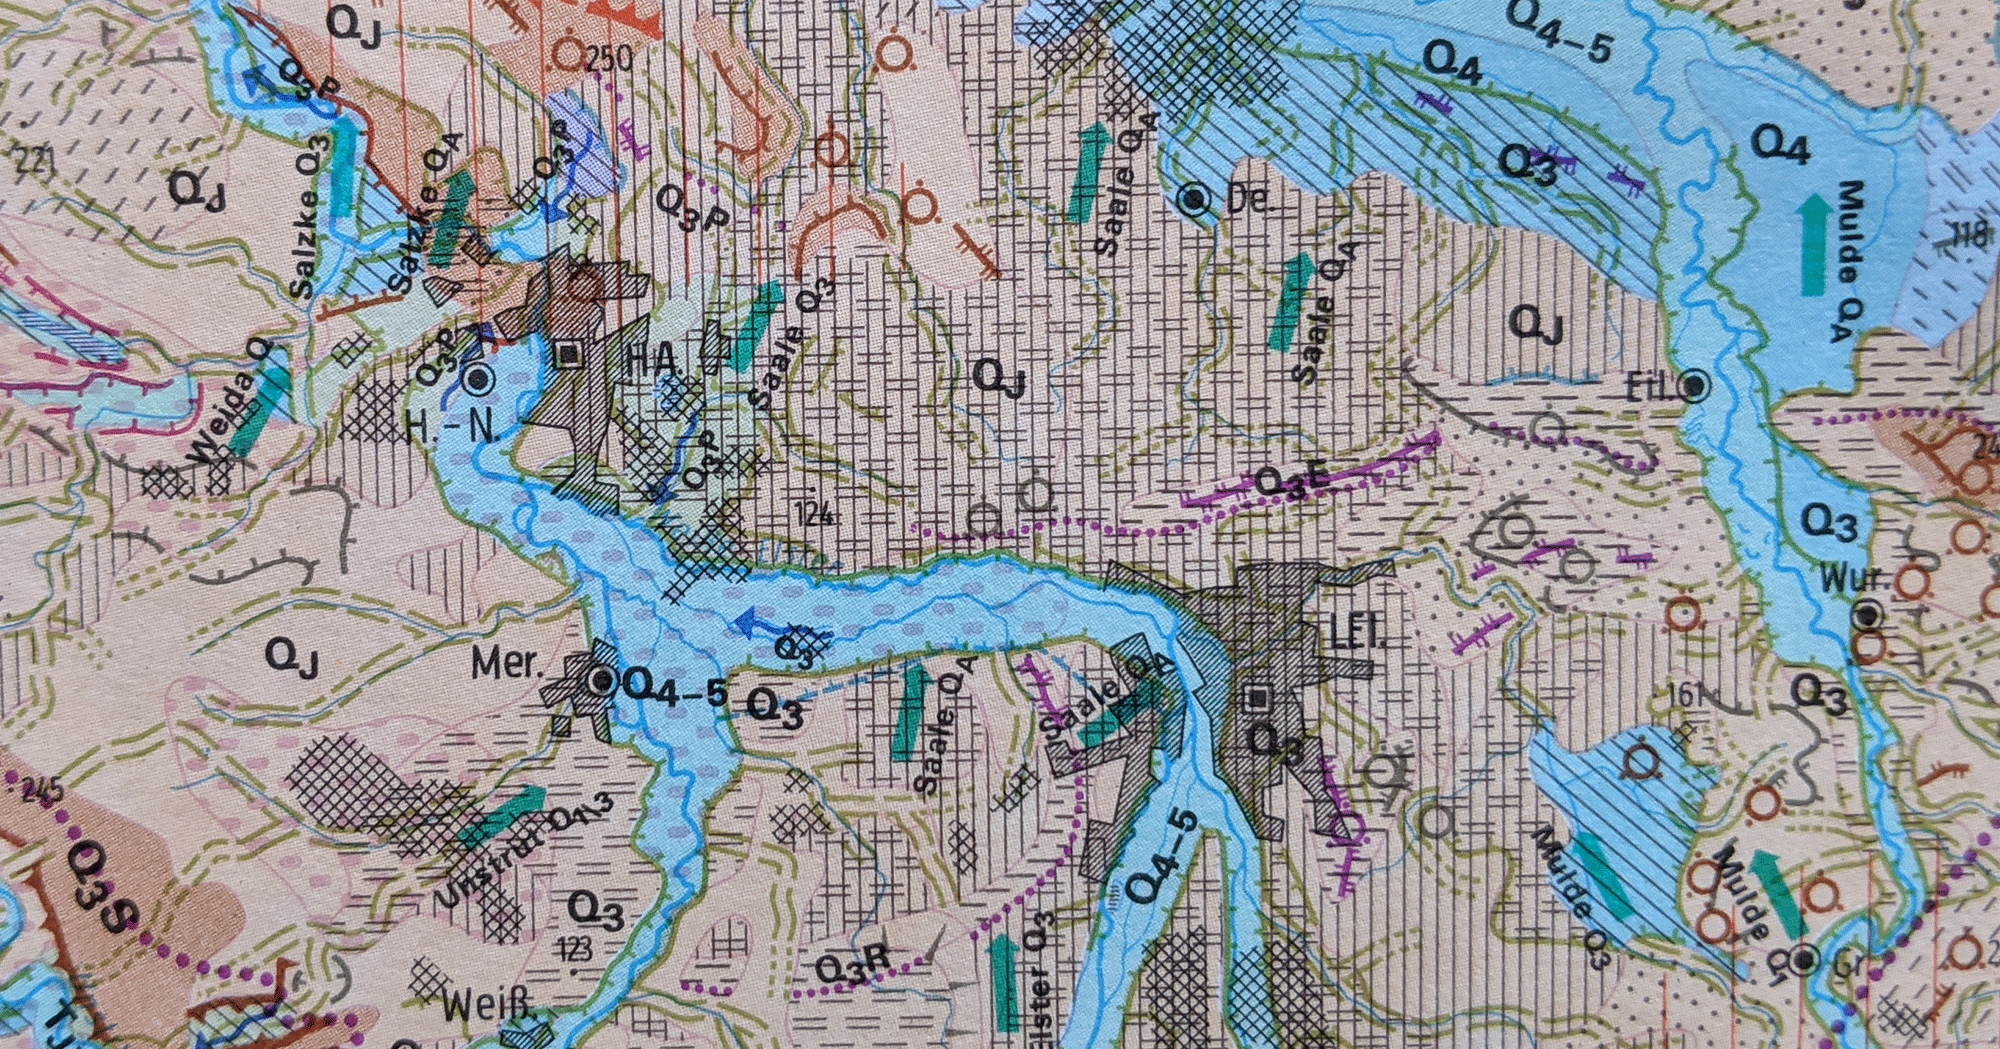 QJ
250
Q4-5
Q4
Q3P
Q4
221
QJ
Salzke Q3
Salzke QA
Q3P
Q3P
Saale QA
De.
Q3
Mulde QA
118
Saale QA
Saale Q3
QJ
QJ
Q3P
HA.
Eil.
Weida Q
H.-N.
Q3P
Q3E
24
124
Q3
Wur.
QJ
Mer.
Q4-5
Q3
Q3
LEI.
Saale QA
Saale QA
161
Q3
Q3
245
Unstrut Q1\3
Q4-5
Mulde Q3
Mulde Q1
Q3S
Q3
123
Q3R
Elster Q3
Gr
Weiß.
TJ